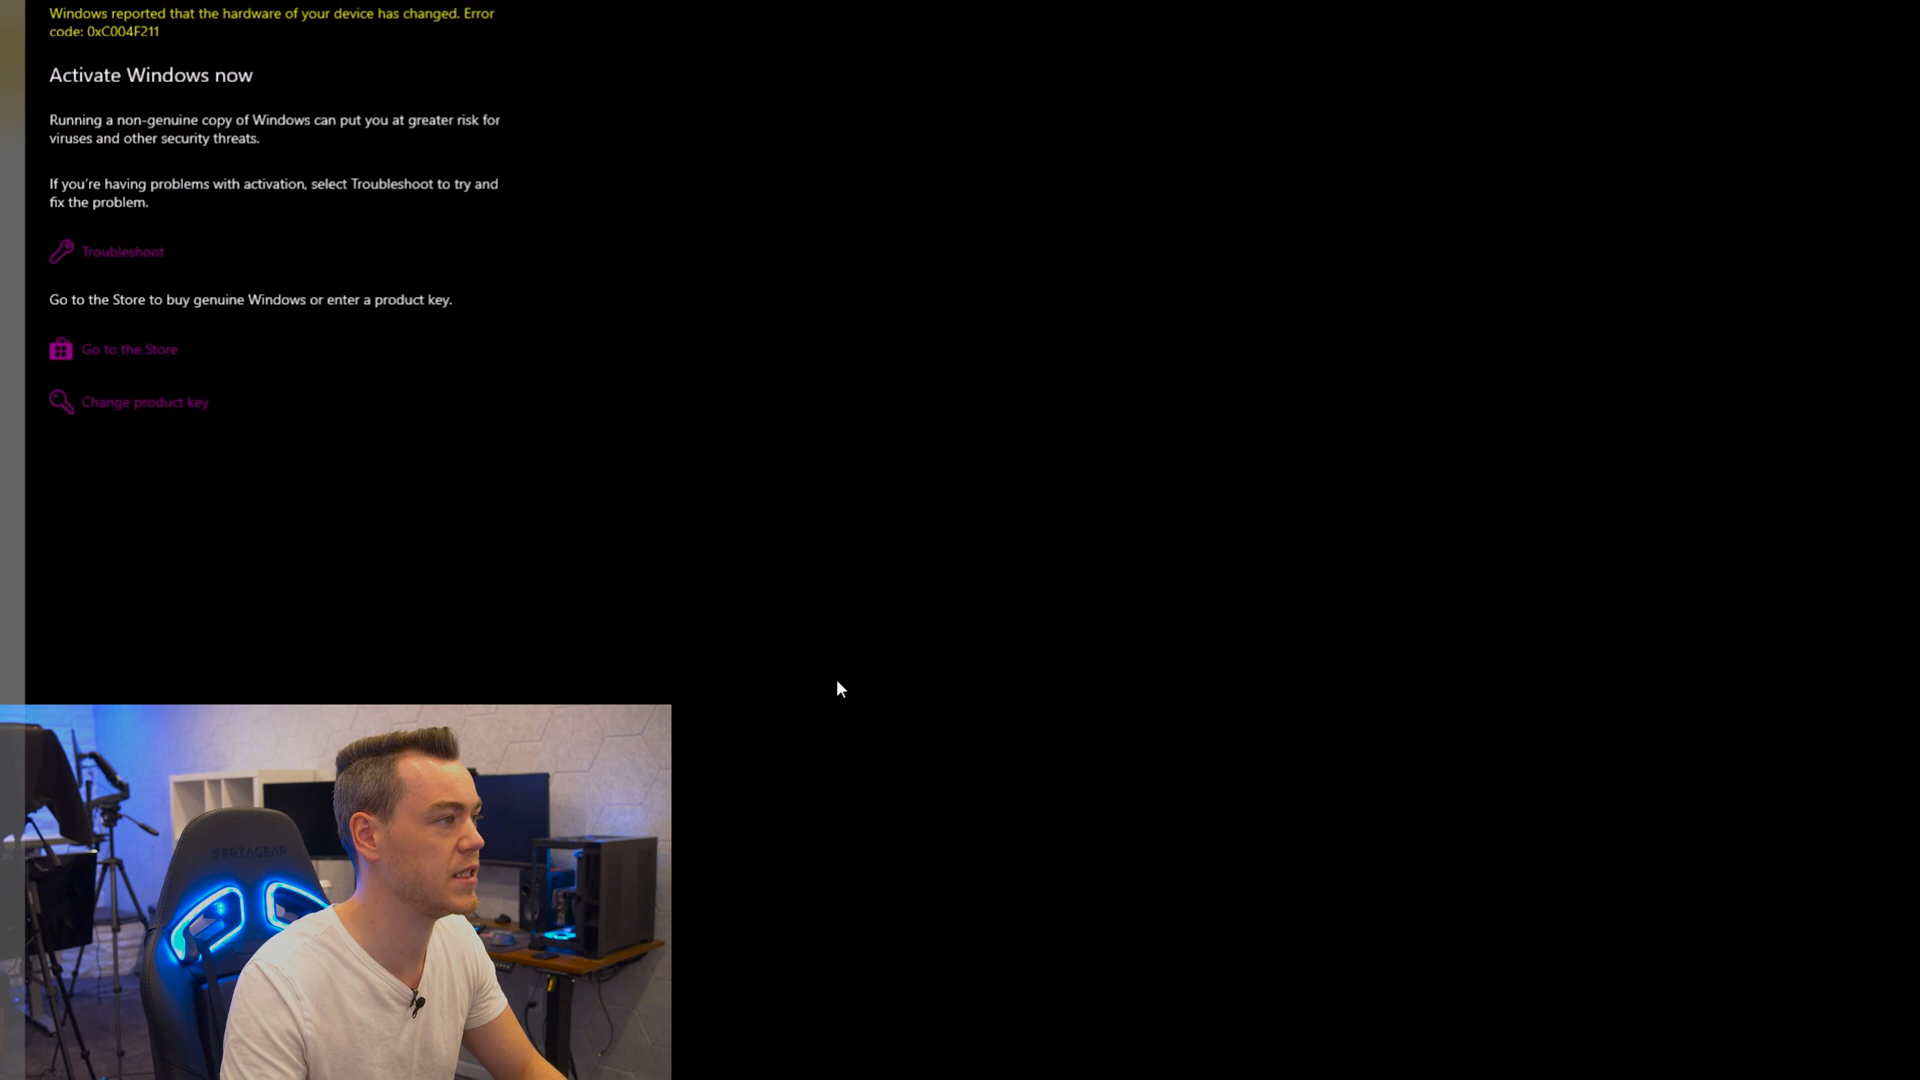 Windows reported that the hardware of your device has changed. Error
code: 0xC004F211
Activate Windows now
Running a non-genuine copy of Windows can put you at greater risk for
viruses and other security threats.
If you're having problems with activation, select Troubleshoot to try and
fix the problem.
Troubleshoot
Go to the Store to buy genuine Windows or enter a product key.
Go to the Store
Change product key
VERTAGEAR